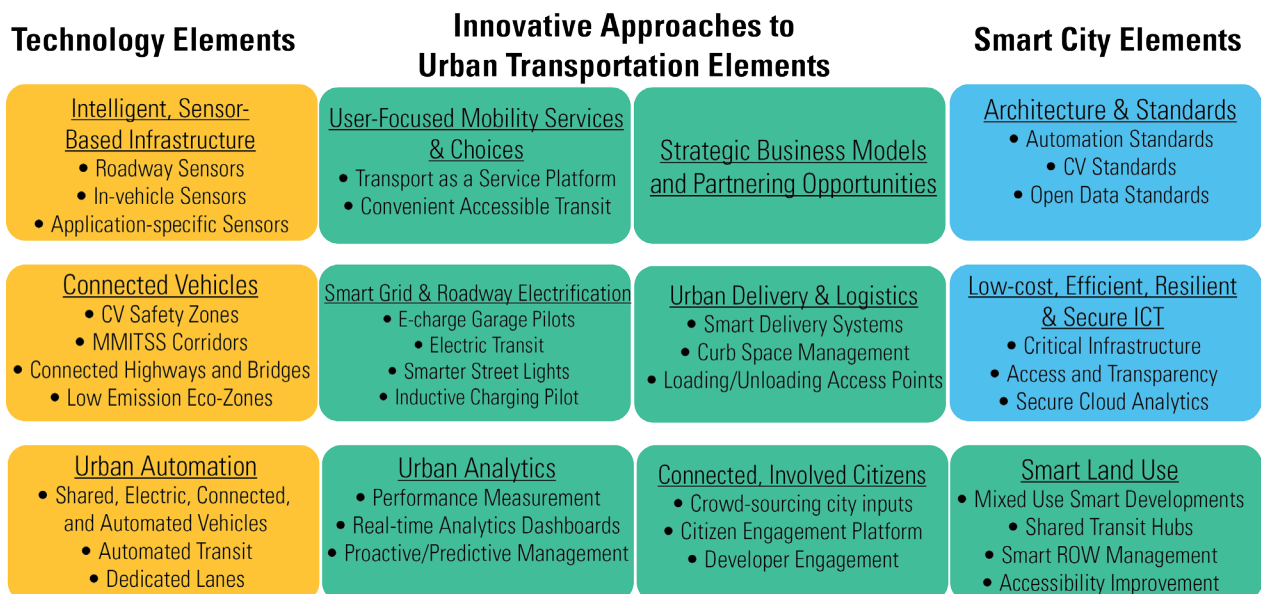 Technology Elements
Innovative Approaches to
Urban Transportation Elements
Smart City Elements
Intelligent, Sensor-
Based Infrastructure
• Roadway Sensors
• In-vehicle Sensors
• Application-specific Sensors
User-Focused Mobility Services
& Choices
• Transport as a Service Platform
• Convenient Accessible Transit
Strategic Business Models
and Partnering Opportunities
Architecture & Standards
• Automation Standards
• CV Standards
• Open Data Standards
Connected Vehicles
• CV Safety Zones
• MMITSS Corridors
• Connected Highways and Bridges
• Low Emission Eco-Zones
Smart Grid & Roadway Electrification
• E-charge Garage Pilots
• Electric Transit
• Smarter Street Lights
• Inductive Charging Pilot
Urban Delivery & Logistics
• Smart Delivery Systems
• Curb Space Management
• Loading/Unloading Access Points
Low-cost, Efficient, Resilient
& Secure ICT
• Critical Infrastructure
• Access and Transparency
• Secure Cloud Analytics
Urban Automation
• Shared, Electric, Connected,
and Automated Vehicles
• Automated Transit
• Dedicated Lanes
Urban Analytics
• Performance Measurement
• Real-time Analytics Dashboards
• Proactive/Predictive Management
Connected, Involved Citizens
• Crowd-sourcing city inputs
• Citizen Engagement Platform
• Developer Engagement
Smart Land Use
• Mixed Use Smart Developments
• Shared Transit Hubs
• Smart ROW Management
• Accessibility Improvement